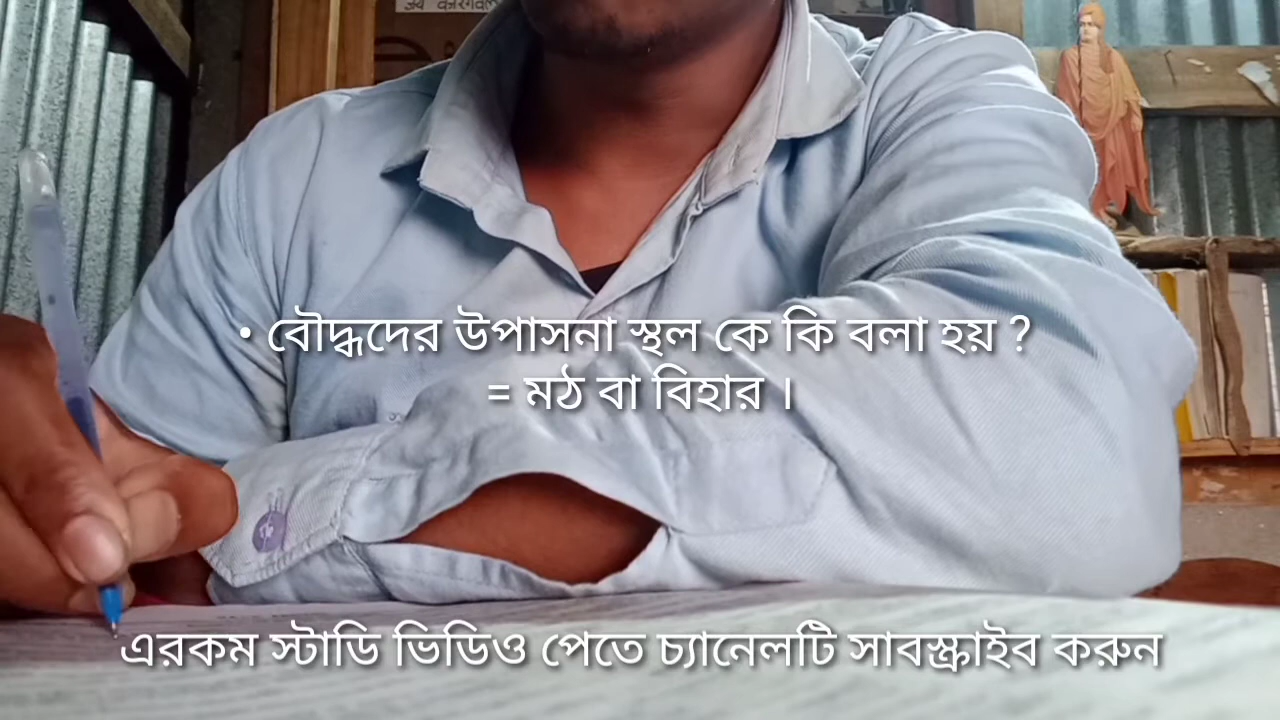 • বৌদ্ধদের উপাসনা স্থল কে কি বলা হয় ?
= মঠ বা বিহার ।
এরকম স্টাডি ভিডিও পেতে চ্যানেলটি সাবস্ক্রাইব করুন